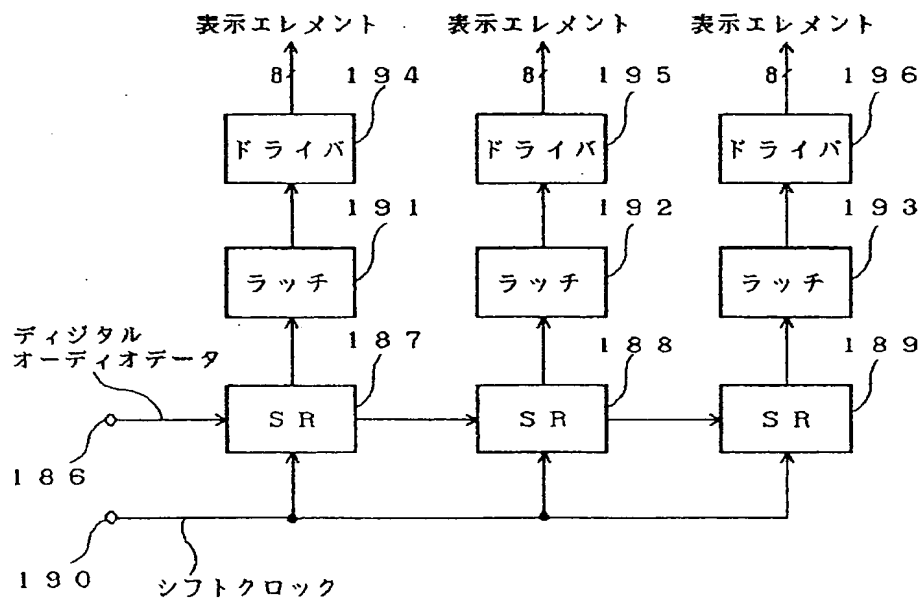 表示エレメント 表示エレメント 表示エレメント
8 194 8 195 8 196
ドライバ ドライバ ドライバ
191 192 193
ラッチ ラッチ ラッチ
ディジタル
オーディオデータ
187 188 189
SR SR SR
186
190
シフトクロック